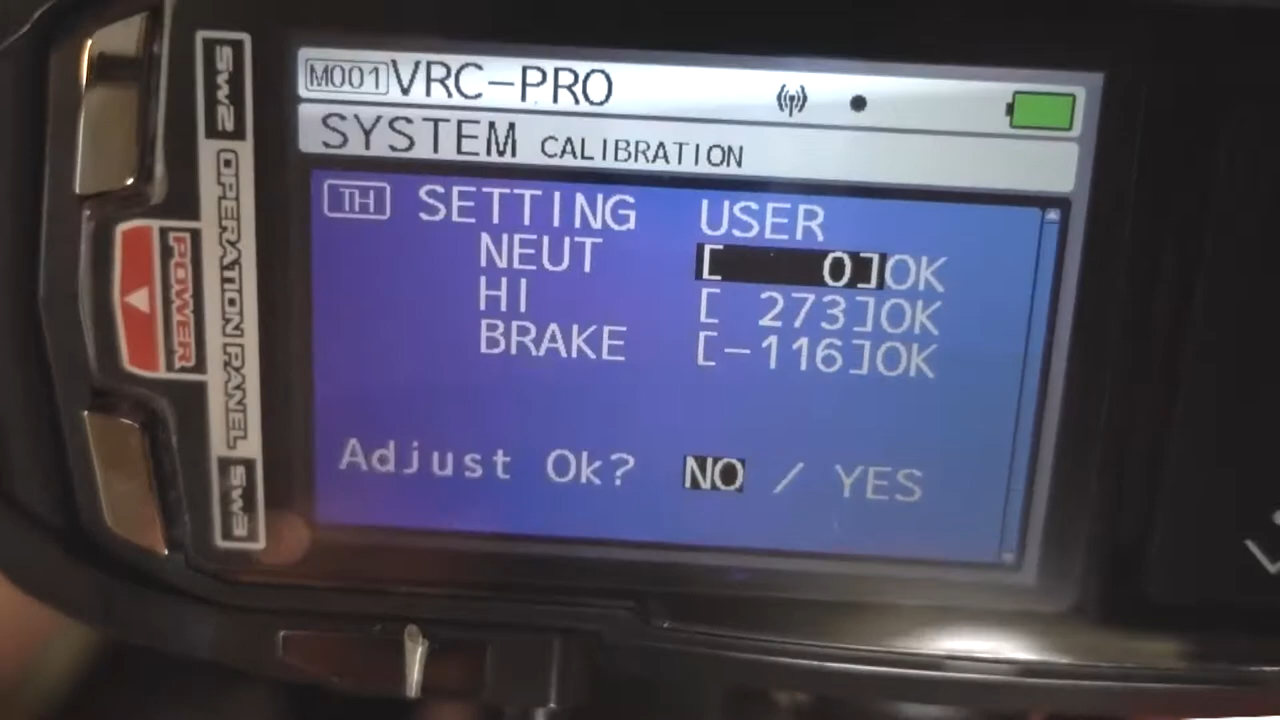 M001 VRC-PRO
SYSTEM CALIBRATION
TH SETTING USER
NEUT [ 0]OK
HI [ 273]OK
BRAKE [-116]OK
Adjust Ok? NO / YES
SW2
OPERATION PANEL
SW3
POWER